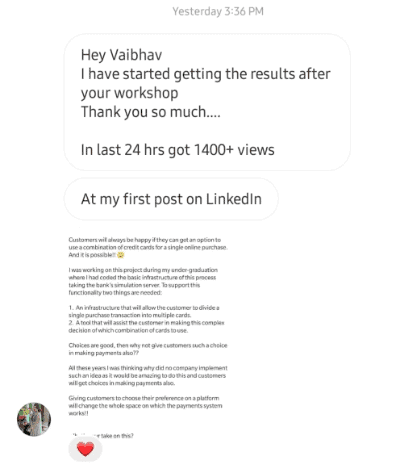 Yesterday 3:36 PM
Hey Vaibhav
I have started getting the results after
your workshop
Thank you so much....
In last 24 hrs got 1400+ views
At my first post on LinkedIn
Customers will always be happy if they can get an option to
use a combination of credit cards for a single online purchase.
And it is possible!!
I was working on this project during my under-graduation
where I had coded the basic infrastructure of this process
taking the bank's simulation server. To support this
functionality two things are needed:
1. An infrastructure that will allow the customer to divide a
single purchase transaction into multiple cards.
2. A tool that will assist the customer in making this complex
decision of which combination of cards to use.
Choices are good, then why not give customers such a choice
in making payments also??
All these years I was thinking why did no company implement
such an idea as it would be amazing to do this and customers
will get choices in making payments also.
Giving customers to choose their preference on a platform
will change the whole space on which the payments system
works!!
take on this?